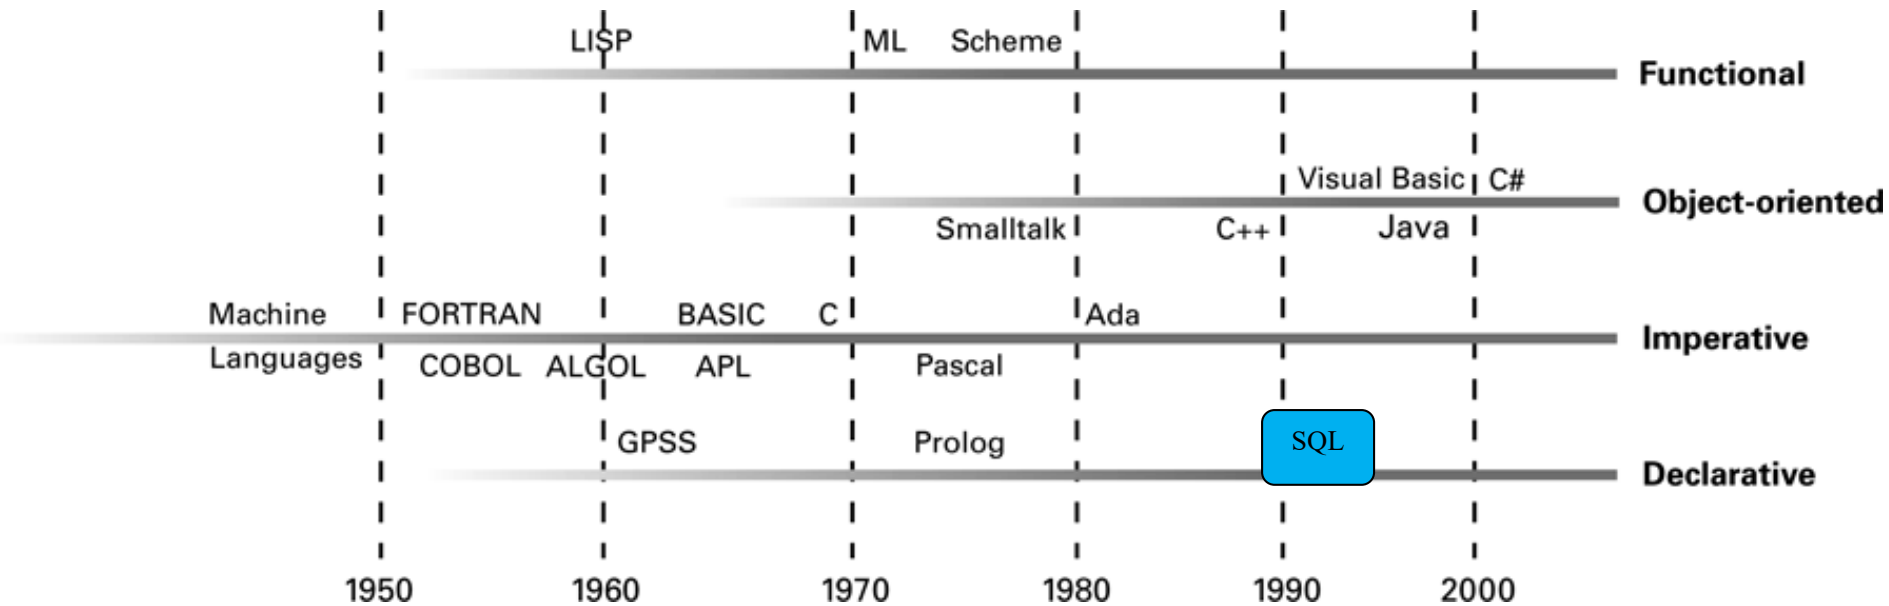 LISP ML Scheme
Functional
Visual Basic C#
Object-oriented
Smalltalk C++ Java
Machine FORTRAN BASIC C Ada
Imperative
Languages COBOL ALGOL APL Pascal
GPSS Prolog SQL
Declarative
1950 1960 1970 1980 1990 2000